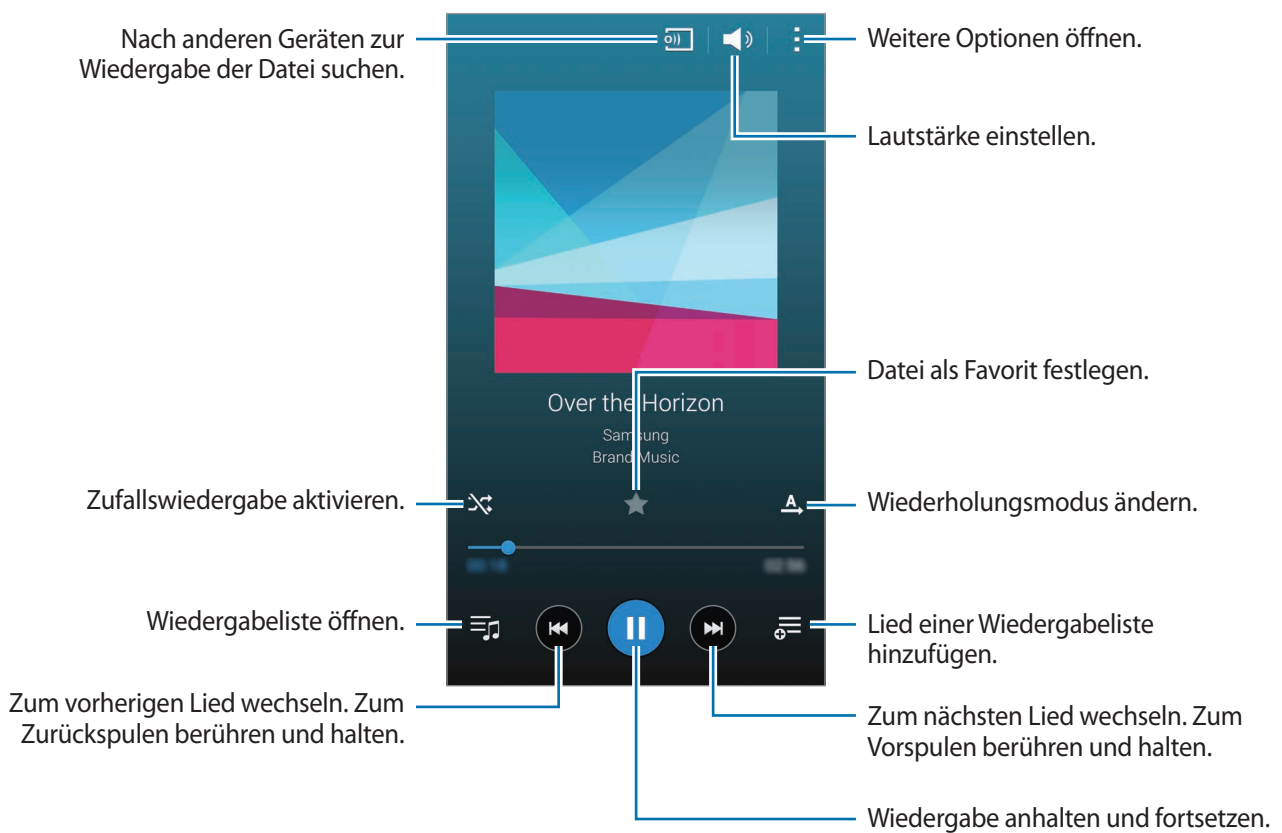 Nach anderen Geräten zur
Wiedergabe der Datei suchen.
Weitere Optionen öffnen.
Lautstärke einstellen.
Datei als Favorit festlegen.
Over the Horizon
Samsung
Brand Music
Zufallswiedergabe aktivieren.
A
Wiederholungsmodus ändern.
Wiedergabeliste öffnen.
Lied einer Wiedergabeliste
hinzufügen.
Zum vorherigen Lied wechseln. Zum
Zurückspulen berühren und halten.
Zum nächsten Lied wechseln. Zum
Vorspulen berühren und halten.
Wiedergabe anhalten und fortsetzen.